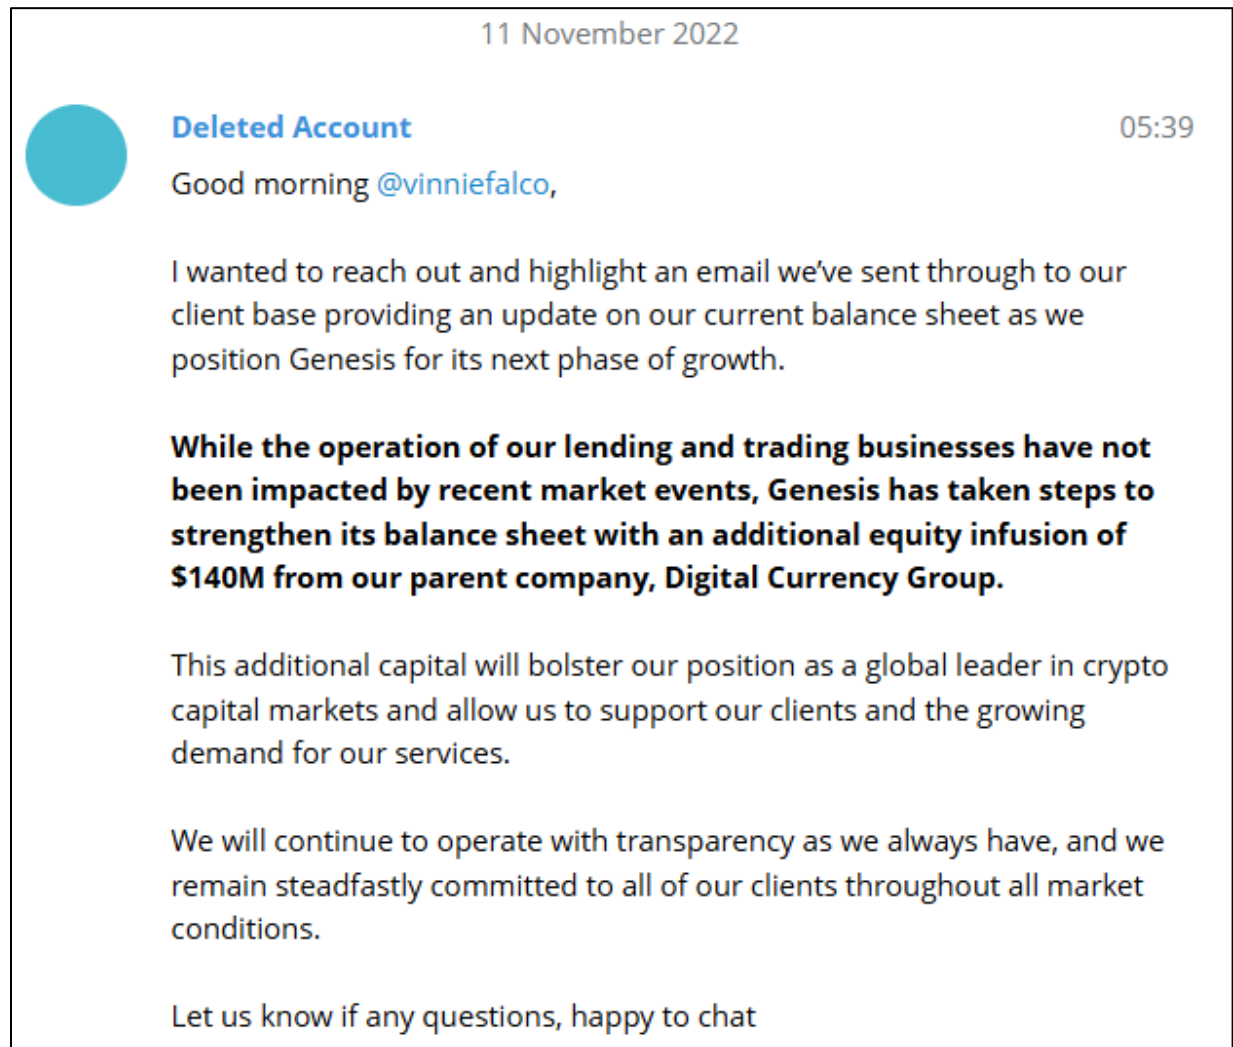 11 November 2022
Deleted Account
05:39
Good morning @vinniefalco,
I wanted to reach out and highlight an email we’ve sent through to our
client base providing an update on our current balance sheet as we
position Genesis for its next phase of growth.
While the operation of our lending and trading businesses have not
been impacted by recent market events, Genesis has taken steps to
strengthen its balance sheet with an additional equity infusion of
$140M from our parent company, Digital Currency Group.
This additional capital will bolster our position as a global leader in crypto
capital markets and allow us to support our clients and the growing
demand for our services.
We will continue to operate with transparency as we always have, and we
remain steadfastly committed to all of our clients throughout all market
conditions.
Let us know if any questions, happy to chat